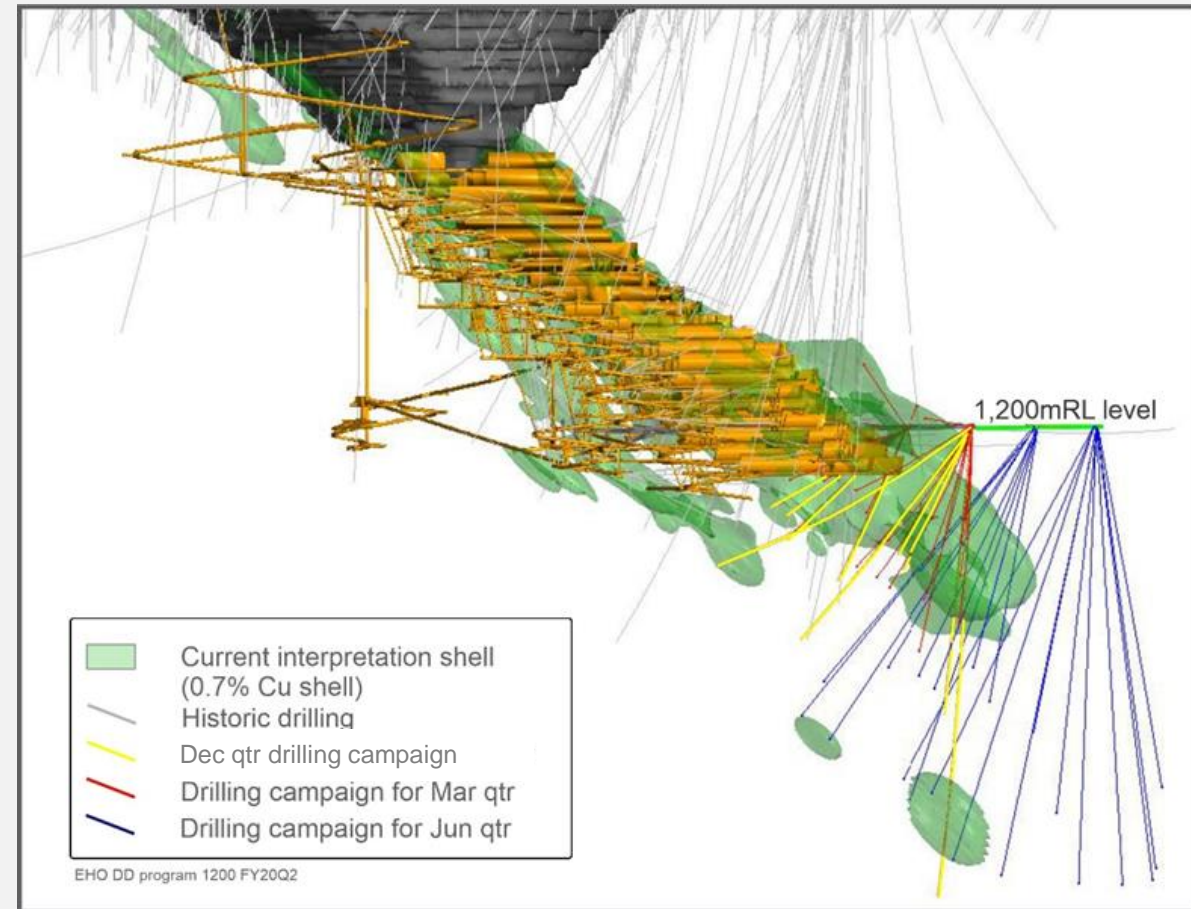 1,200mRL level
Current interpretation shell
(0.7% Cu shell)
Historic drilling
Dec qtr drilling campaign
Drilling campaign for Mar qtr
Drilling campaign for Jun qtr
EHO DD program 1200 FY20Q2